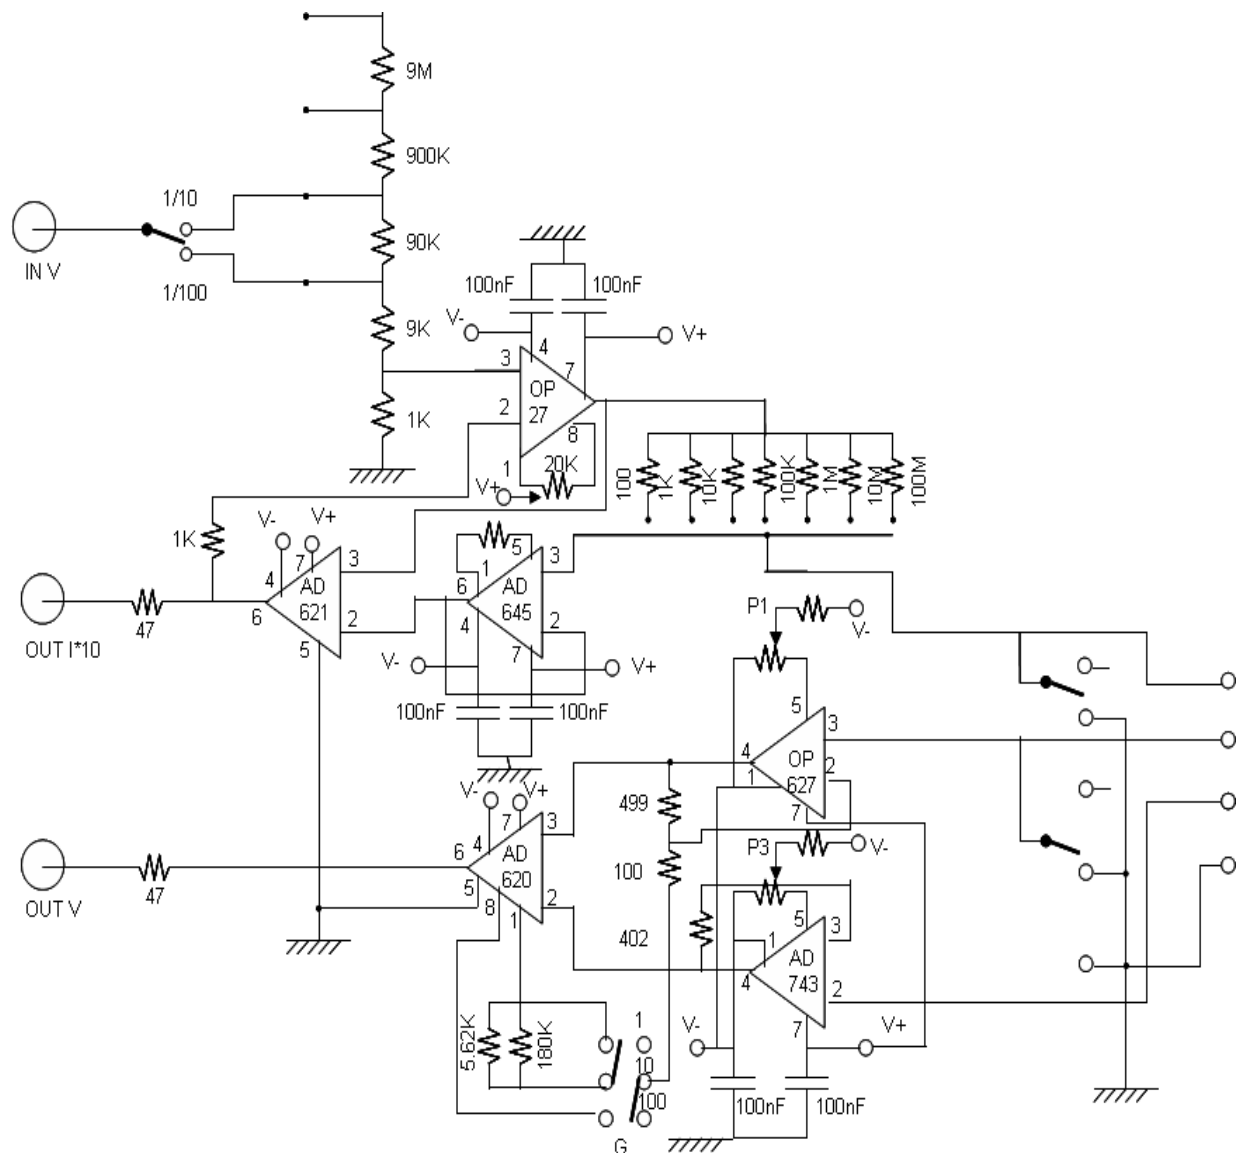 9M
900K
1/10
IN V
90K
1/100
100nF 100nF
9K
V- V+
4
3 7
OP
27
2
1K
8
1 20K
V+
100 1K 10K 100K 1M 10M 100M
1K
V- V+
7 3
4 AD
621
6 2
5
47
OUT I*10
5 3
1
6 AD
645
4 2
7
V- V+
100nF 100nF
P1
V-
5
3
4 OP
627
1 2
7
499
V- V+
7 3
4
6 AD
620
5 2
8 1
47
OUT V
100
P3
V-
402
5 3
1
AD
743
4 2
7
5.62K 180K
1
10
100
G
V- V+
100nF 100nF